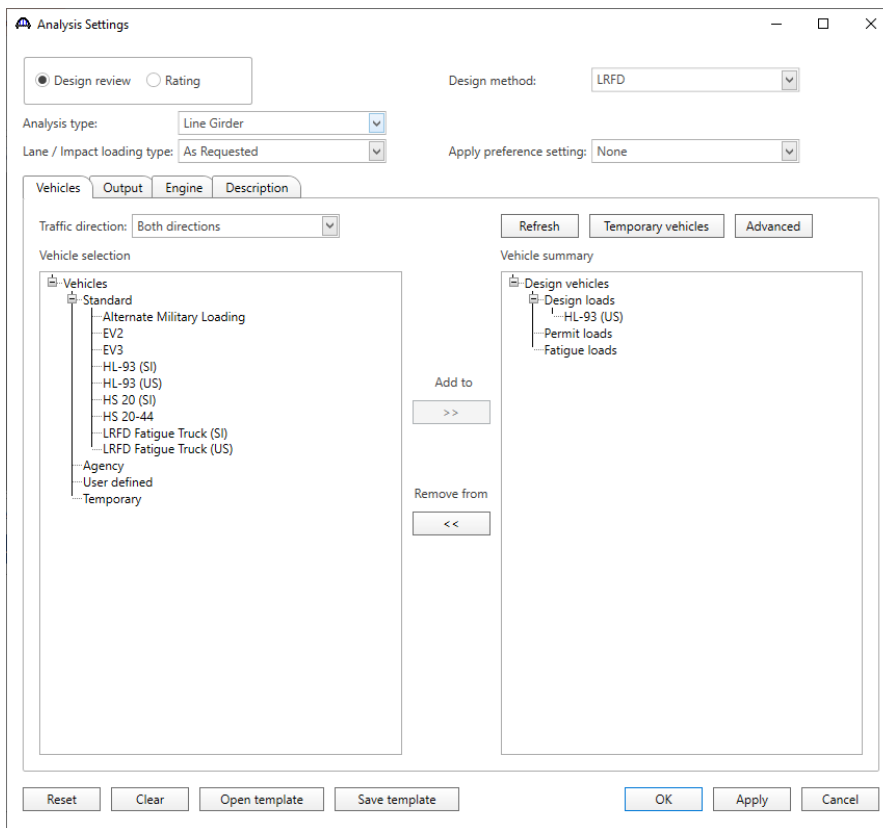 Analysis Settings
Design review Rating Design method: LRFD
Analysis type: Line Girder
Lane / Impact loading type: As Requested Apply preference setting: None
Vehicles Output Engine Description
Traffic direction: Both directions Refresh Temporary vehicles Advanced
Vehicle selection Vehicle summary
Vehicles
Standard
Alternate Military Loading
EV2
EV3
HL-93 (SI)
HL-93 (US)
HS 20 (SI)
HS 20-44
LRFD Fatigue Truck (SI)
LRFD Fatigue Truck (US)
Agency
User defined
Temporary
Add to
>>
Remove from
<<
Design vehicles
Design loads
HL-93 (US)
Permit loads
Fatigue loads
Reset Clear Open template Save template OK Apply Cancel